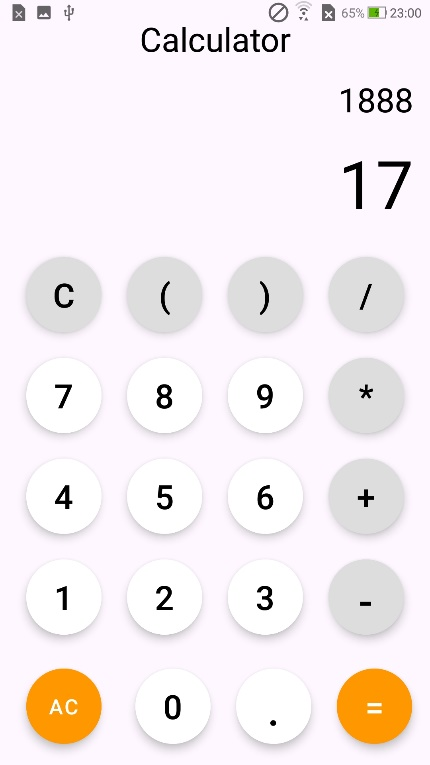 65% 23:00
Calculator
1888
17
C ( ) /
7 8 9 *
4 5 6 +
1 2 3 -
AC 0 . =